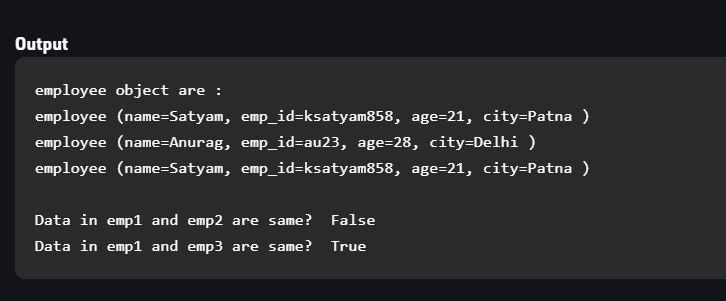 Output
employee object are :
employee (name=Satyam, emp_id=ksatyam858, age=21, city=Patna )
employee (name=Anurag, emp_id=au23, age=28, city=Delhi )
employee (name=Satyam, emp_id=ksatyam858, age=21, city=Patna )
Data in emp1 and emp2 are same?  False
Data in emp1 and emp3 are same?  True